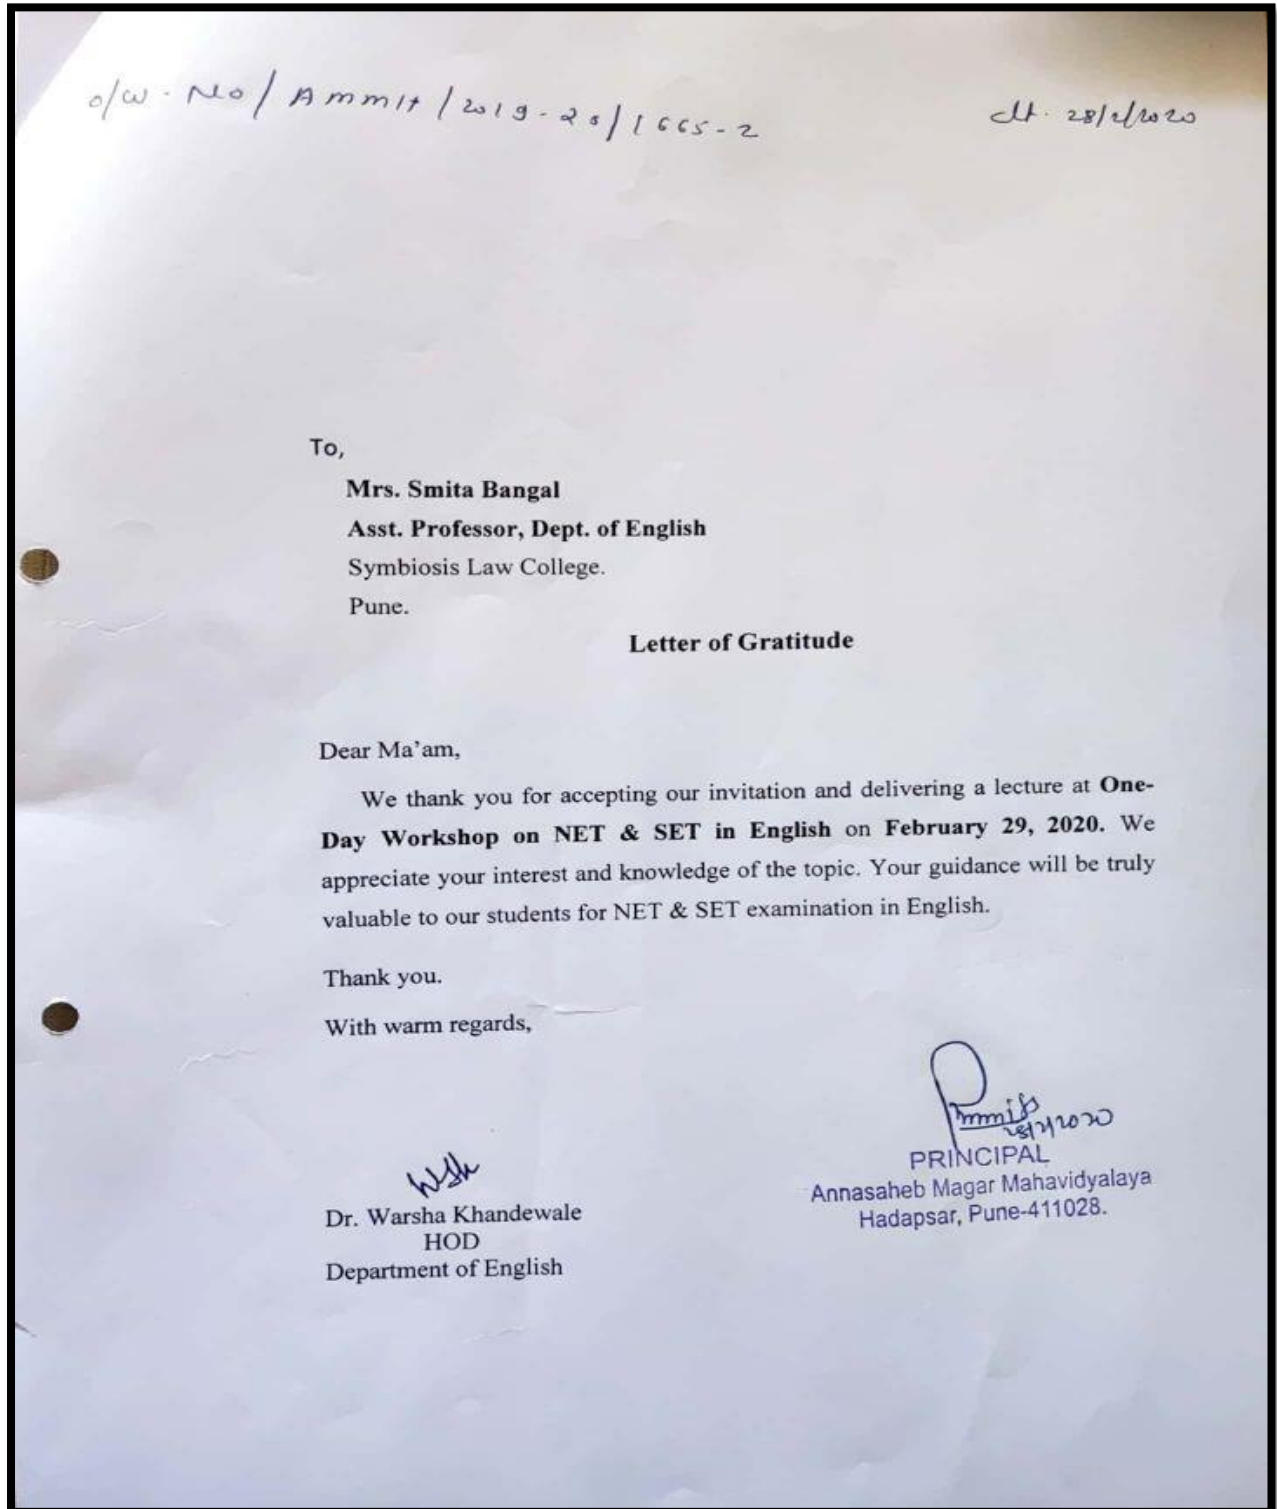 o/w - No / AMMH / 2019-20 / 1665-2
dt. 28/2/2020
To,
Mrs. Smita Bangal
Asst. Professor, Dept. of English
Symbiosis Law College.
Pune.
Letter of Gratitude
Dear Ma’am,
We thank you for accepting our invitation and delivering a lecture at One-
Day Workshop on NET & SET in English on February 29, 2020. We
appreciate your interest and knowledge of the topic. Your guidance will be truly
valuable to our students for NET & SET examination in English.
Thank you.
With warm regards,
28/2/2020
PRINCIPAL
Annasaheb Magar Mahavidyalaya
Hadapsar, Pune-411028.
Dr. Warsha Khandewale
HOD
Department of English